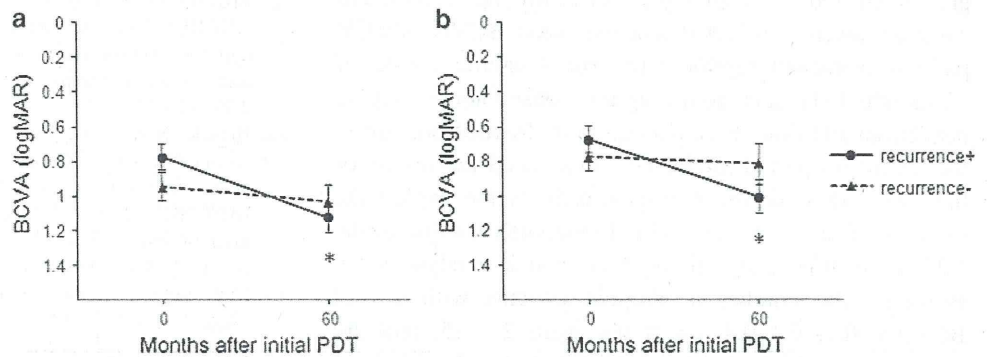 a
0
0.2
0.4
0.6
0.8
1
1.2
1.4
BCVA (logMAR)
*
0
60
Months after initial PDT
b
0
0.2
0.4
0.6
0.8
1
1.2
1.4
BCVA (logMAR)
*
0
60
Months after initial PDT
recurrence+
recurrence-